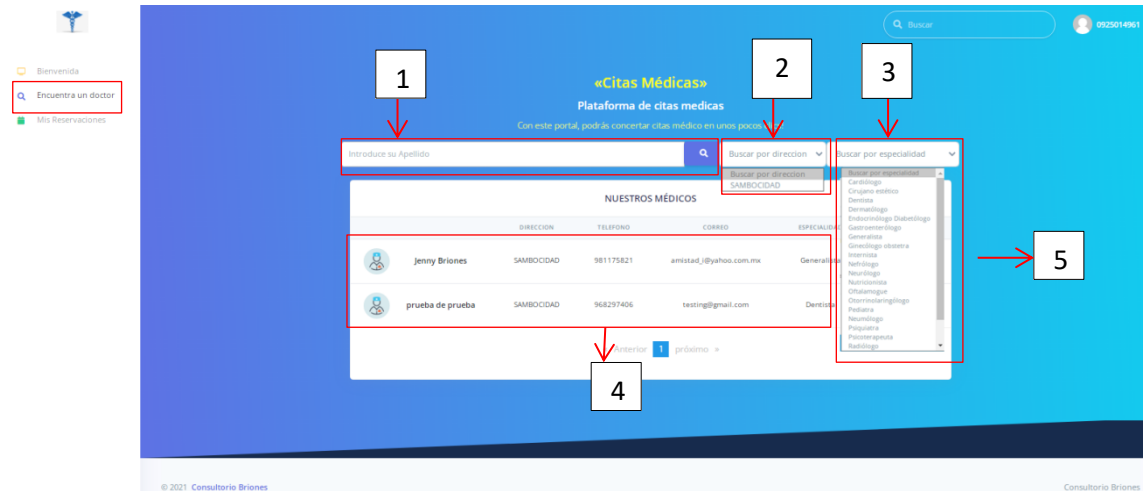 Buscar
0925014961
Bienvenida
Encuentra un doctor
Mis Reservaciones
1
2
3
«Citas Médicas»
Plataforma de citas medicas
Con este portal, podrás concertar citas médico en unos pocos
Introduce su Apellido
Buscar por direccion
Buscar por especialidad
Buscar por direccion
SAMBOCIDAD
Buscar por especialidad
Cardiólogo
Cirujano estético
Dentista
Dermatólogo
Endocrinólogo Diabetólogo
Gastroenterólogo
Generalista
Ginecólogo obstetra
Internista
Nefrólogo
Neurólogo
Nutricionista
Oftalamogue
Otorrinolaringólogo
Pediatra
Neumólogo
Psiquiatra
Psicoterapeuta
Radiólogo
NUESTROS MÉDICOS
DIRECCION TELEFONO CORREO ESPECIALIDAD
Jenny Briones SAMBOCIDAD 981175821 amistad_i@yahoo.com.mx Generalista
prueba de prueba SAMBOCIDAD 968297406 testing@gmail.com Dentista
5
Anterior 1 próximo »
4
© 2021 Consultorio Briones
Consultorio Briones